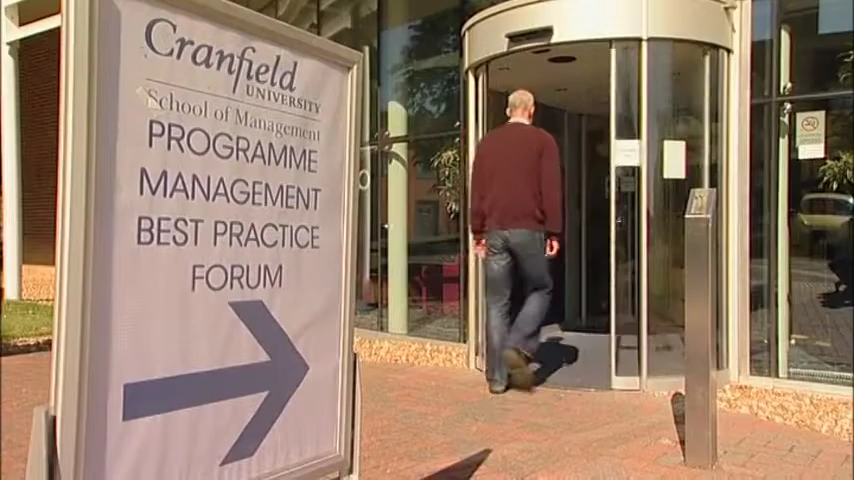 Cranfield
UNIVERSITY
School of Management
PROGRAMME
MANAGEMENT
BEST PRACTICE
FORUM